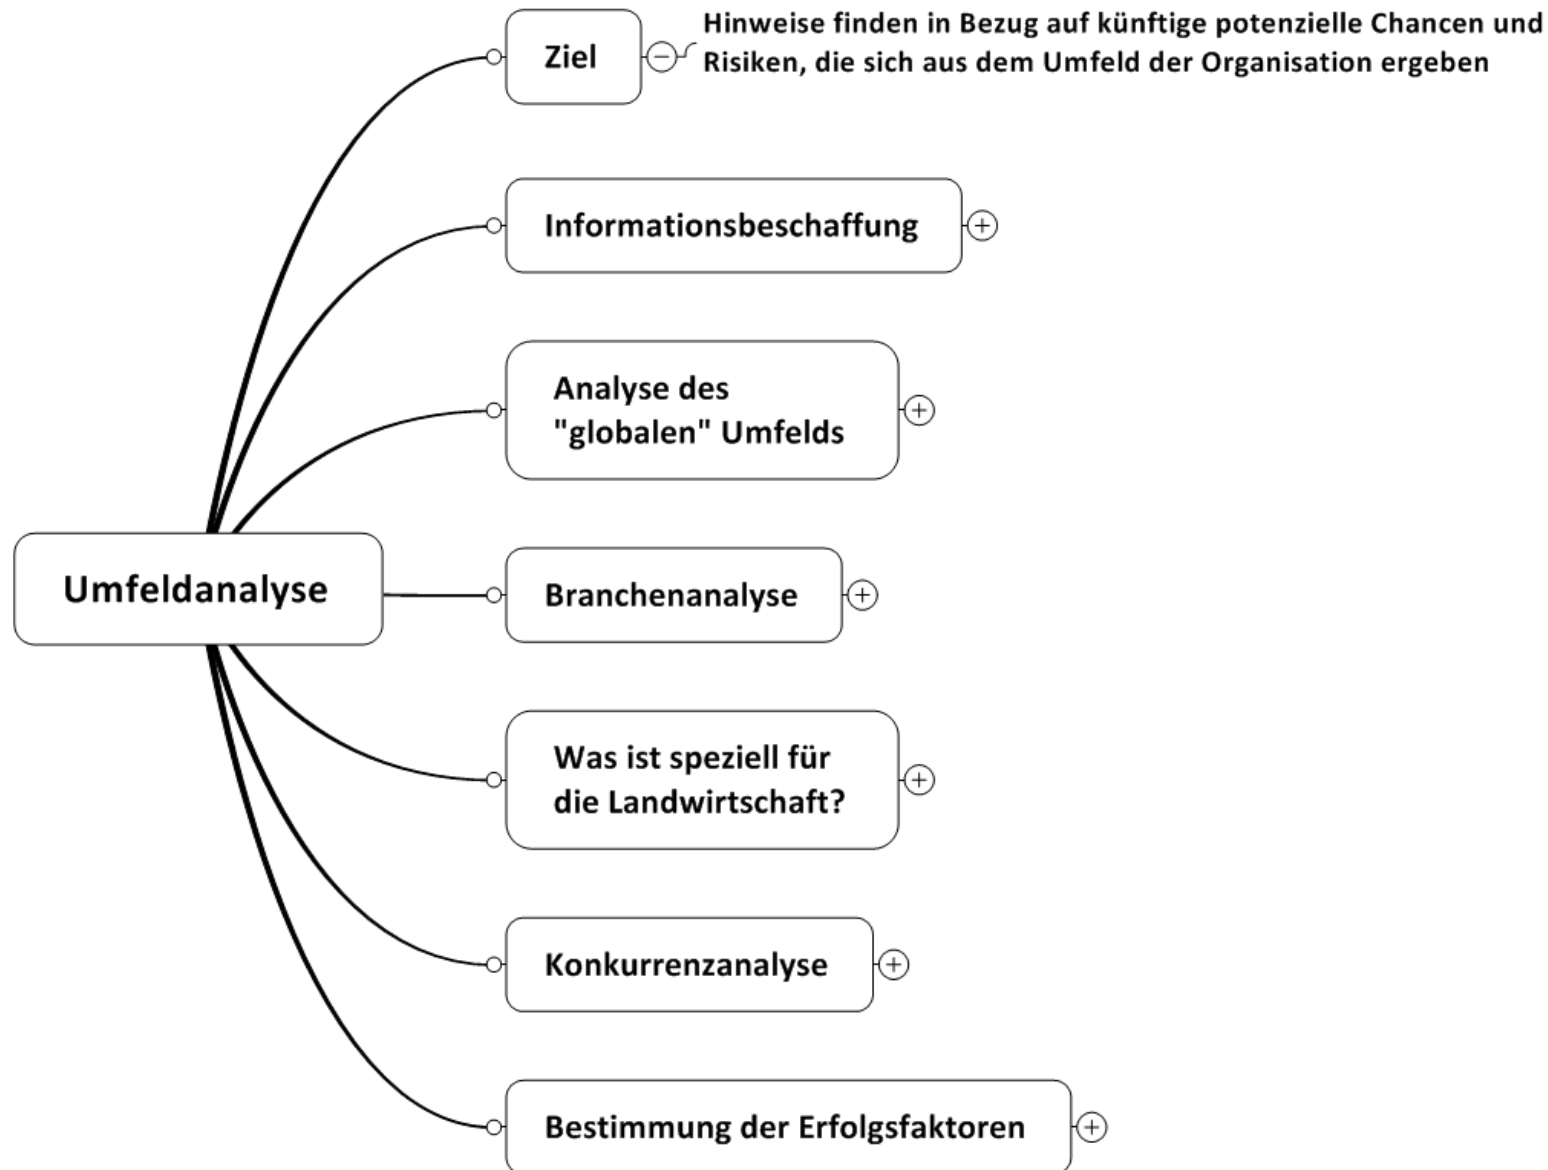 Hinweise finden in Bezug auf künftige potenzielle Chancen und
Ziel
Risiken, die sich aus dem Umfeld der Organisation ergeben
Informationsbeschaffung
Analyse des
"globalen" Umfelds
Umfeldanalyse
Branchenanalyse
Was ist speziell für
die Landwirtschaft?
Konkurrenzanalyse
Bestimmung der Erfolgsfaktoren